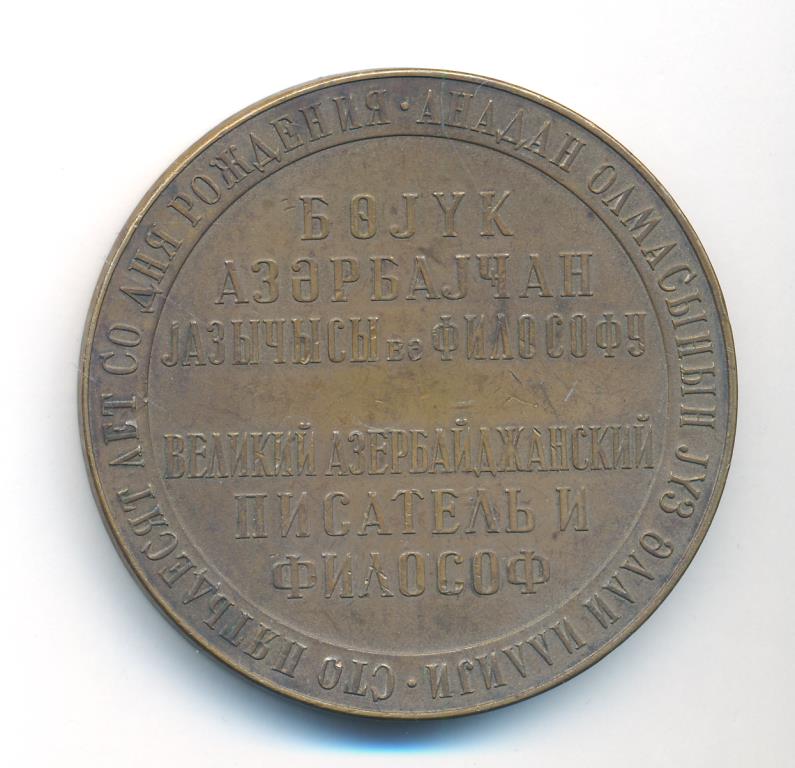 АНАДАН ОЛМАСЫНЫН ЈҮЗ ӘЛЛИ ИЛЛИЈИ · СТО ПЯТЬДЕСЯТ ЛЕТ СО ДНЯ РОЖДЕНИЯ ·
БӨЈҮК
АЗӘРБАЈҸАН
ЈАЗЫЧЫСЫ ВӘ ФИЛОСОФУ
ВЕЛИКИЙ АЗЕРБАЙДЖАНСКИЙ
ПИСАТЕЛЬ И
ФИЛОСОФ